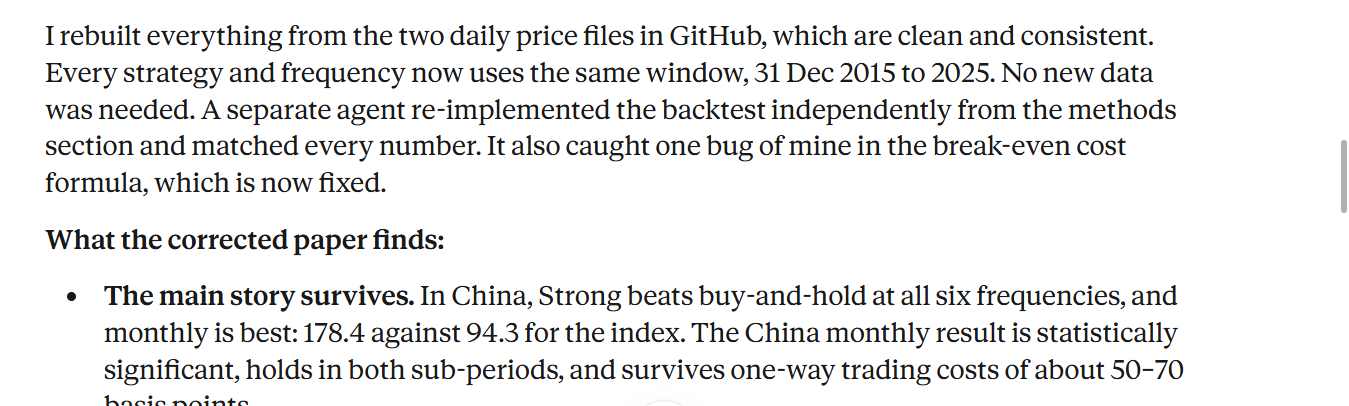 I rebuilt everything from the two daily price files in GitHub, which are clean and consistent.
Every strategy and frequency now uses the same window, 31 Dec 2015 to 2025. No new data
was needed. A separate agent re-implemented the backtest independently from the methods
section and matched every number. It also caught one bug of mine in the break-even cost
formula, which is now fixed.
What the corrected paper finds:
• The main story survives. In China, Strong beats buy-and-hold at all six frequencies, and
monthly is best: 178.4 against 94.3 for the index. The China monthly result is statistically
significant, holds in both sub-periods, and survives one-way trading costs of about 50–70
basis points.